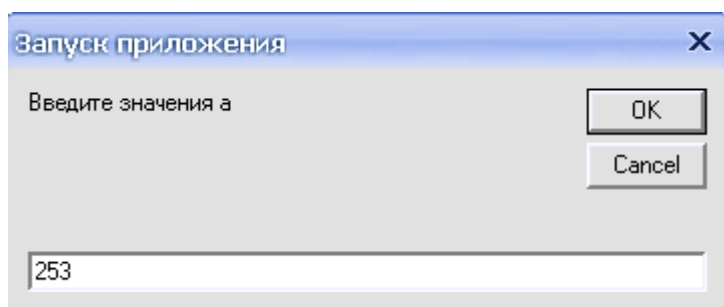 Запуск приложения
Введите значения а
OK
Cancel
253